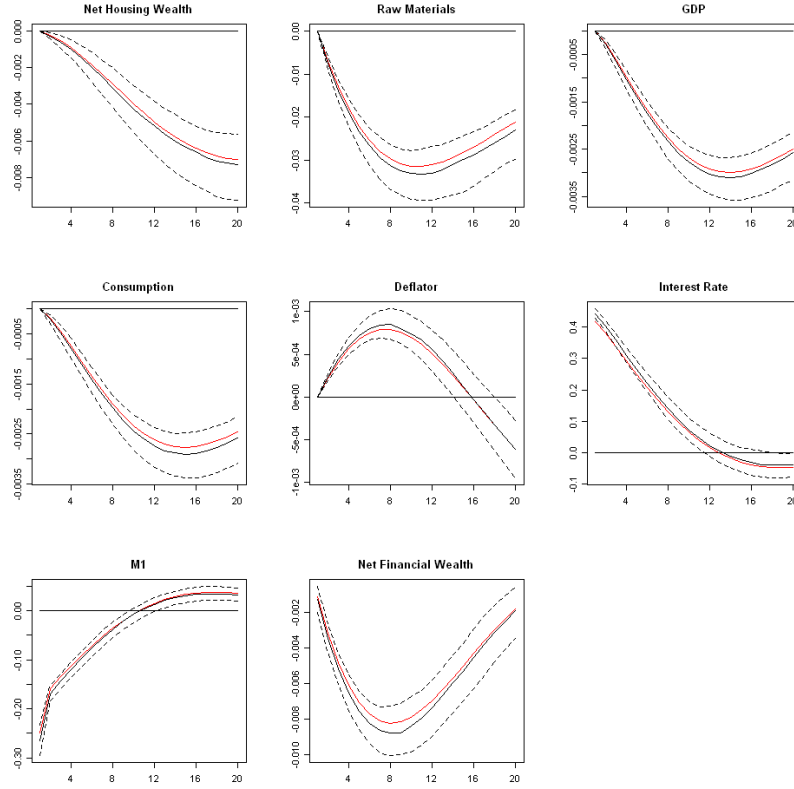 Net Housing Wealth
0.00
-0.002
-0.004
-0.006
-0.008
4 8 12 16 20
Raw Materials
0.00
-0.01
-0.02
-0.03
-0.04
4 8 12 16 20
GDP
-0.0005
-0.0015
-0.0025
-0.0035
4 8 12 16 20
Consumption
-0.0005
-0.0015
-0.0025
-0.0035
4 8 12 16 20
Deflator
1e-03
5e-04
0e+00
-5e-04
-1e-03
4 8 12 16 20
Interest Rate
0.4
0.3
0.2
0.1
0.0
-0.1
4 8 12 16 20
M1
0.00
-0.10
-0.20
-0.30
4 8 12 16 20
Net Financial Wealth
-0.002
-0.004
-0.006
-0.008
-0.010
4 8 12 16 20